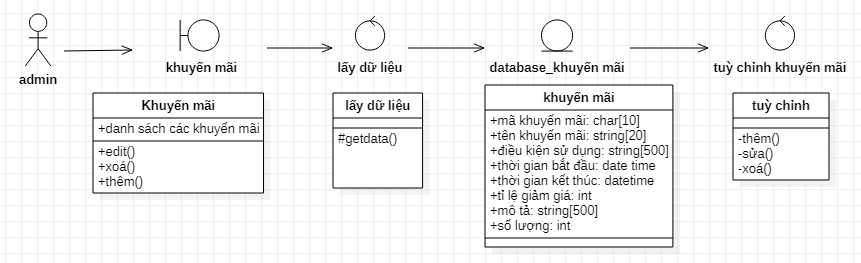 admin
khuyến mãi
lấy dữ liệu
database_khuyến mãi
tuỳ chỉnh khuyến mãi
Khuyến mãi
+danh sách các khuyến mãi
+edit()
+xoá()
+thêm()
lấy dữ liệu
#getdata()
khuyến mãi
+mã khuyến mãi: char[10]
+tên khuyến mãi: string[20]
+điều kiện sử dụng: string[500]
+thời gian bắt đầu: date time
+thời gian kết thúc: datetime
+tỉ lệ giảm giá: int
+mô tả: string[500]
+số lượng: int
tuỳ chỉnh
-thêm()
-sửa()
-xoá()